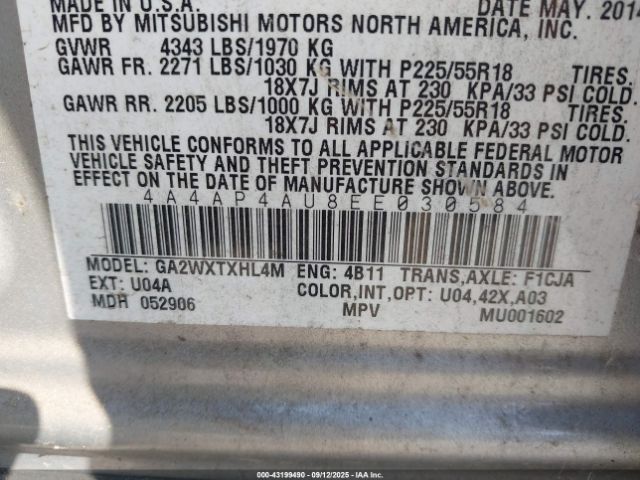 MADE IN U.S.A. DATE MAY. 2014
MFD BY MITSUBISHI MOTORS NORTH AMERICA, INC.
GVWR 4343 LBS/1970 KG
GAWR FR. 2271 LBS/1030 KG WITH P225/55R18 TIRES,
18X7J RIMS AT 230 KPA/33 PSI COLD.
GAWR RR. 2205 LBS/1000 KG WITH P225/55R18 TIRES.
18X7J RIMS AT 230 KPA/33 PSI COLD.
THIS VEHICLE CONFORMS TO ALL APPLICABLE FEDERAL MOTOR
VEHICLE SAFETY AND THEFT PREVENTION STANDARDS IN
EFFECT ON THE DATE OF MANUFACTURE SHOWN ABOVE.
4A4AP4AU8EE030584
MODEL: GA2WXTXHL4M ENG: 4B11 TRANS,AXLE: F1CJA
EXT: U04A COLOR,INT,OPT: U04,42X,A03
MDH 052906 MPV MU001602
000-43199490 - 09/12/2025 - Copyright © IAA, LLC